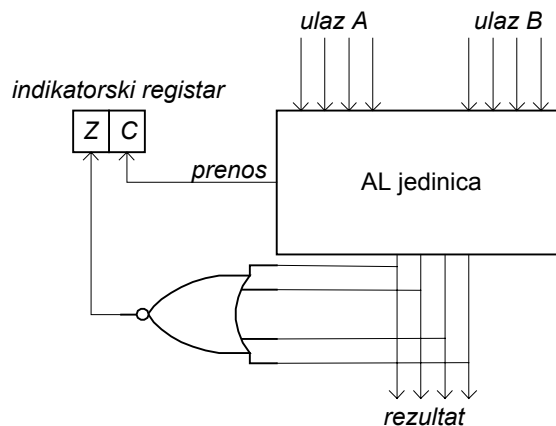 ulaz A
ulaz B
indikatorski registar
Z C
prenos
AL jedinica
rezultat